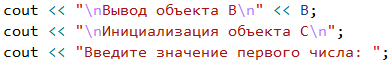 cout << "\nВывод объекта B\n" << B;
cout << "\nИнициализация объекта C\n";
cout << "Введите значение первого числа: ";